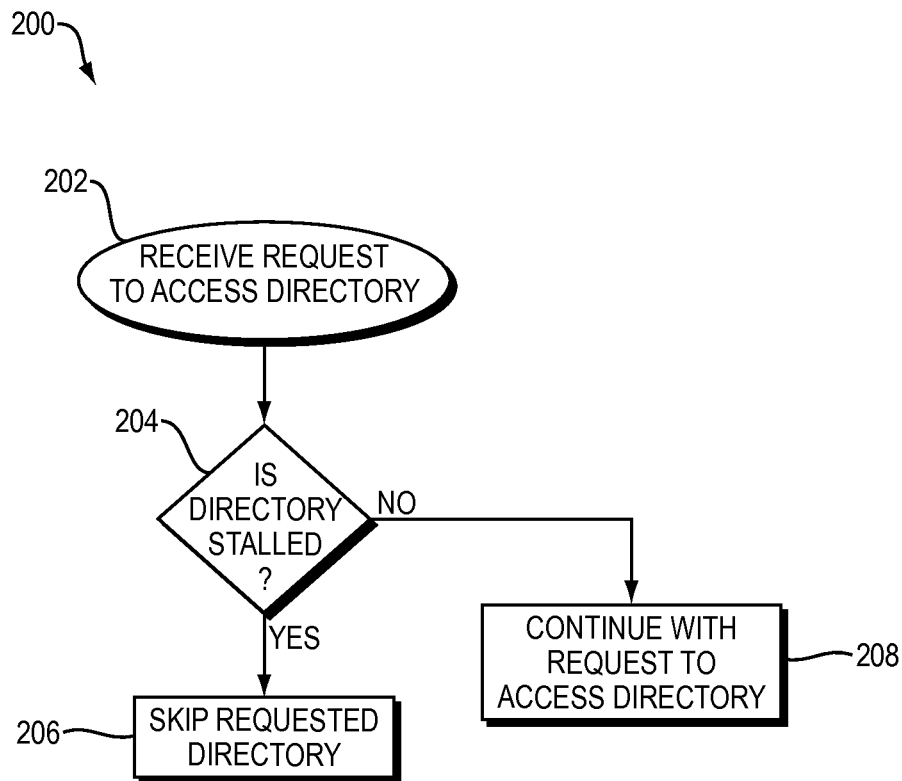 200
202
RECEIVE REQUEST
TO ACCESS DIRECTORY
204
IS
DIRECTORY
STALLED
?
NO
YES
CONTINUE WITH
REQUEST TO
ACCESS DIRECTORY
208
206
SKIP REQUESTED
DIRECTORY